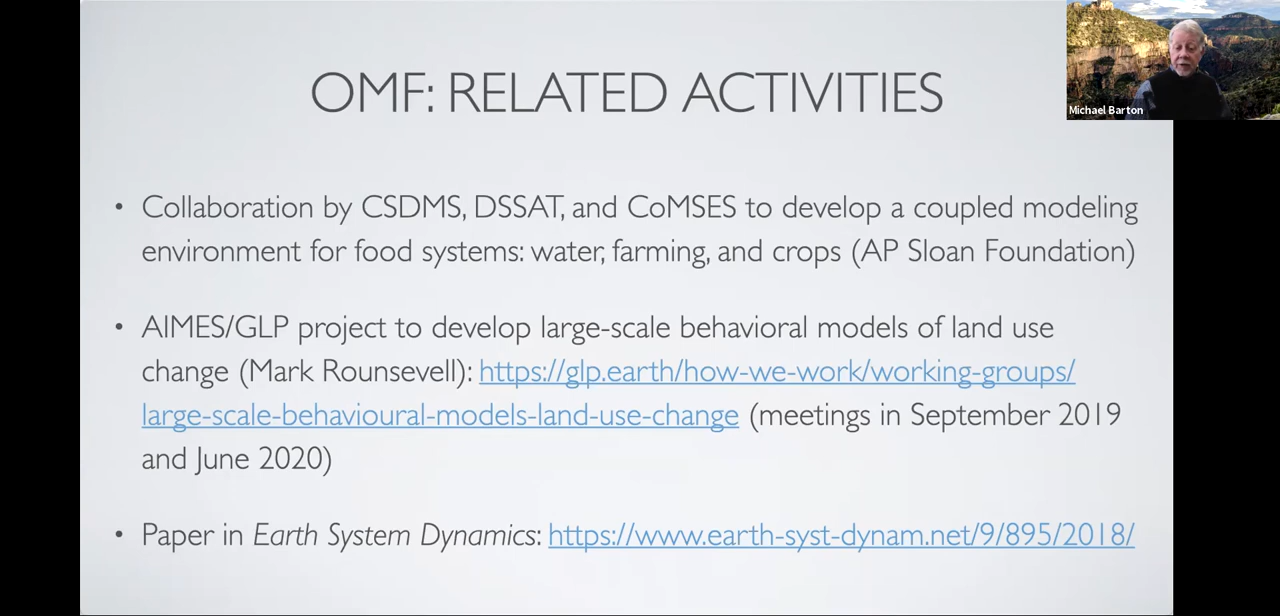 OMF: RELATED ACTIVITIES
Michael Barton
• Collaboration by CSDMS, DSSAT, and CoMSES to develop a coupled modeling
environment for food systems: water, farming, and crops (AP Sloan Foundation)
• AIMES/GLP project to develop large-scale behavioral models of land use
change (Mark Rounsevell): https://glp.earth/how-we-work/working-groups/
large-scale-behavioural-models-land-use-change (meetings in September 2019
and June 2020)
• Paper in Earth System Dynamics: https://www.earth-syst-dynam.net/9/895/2018/